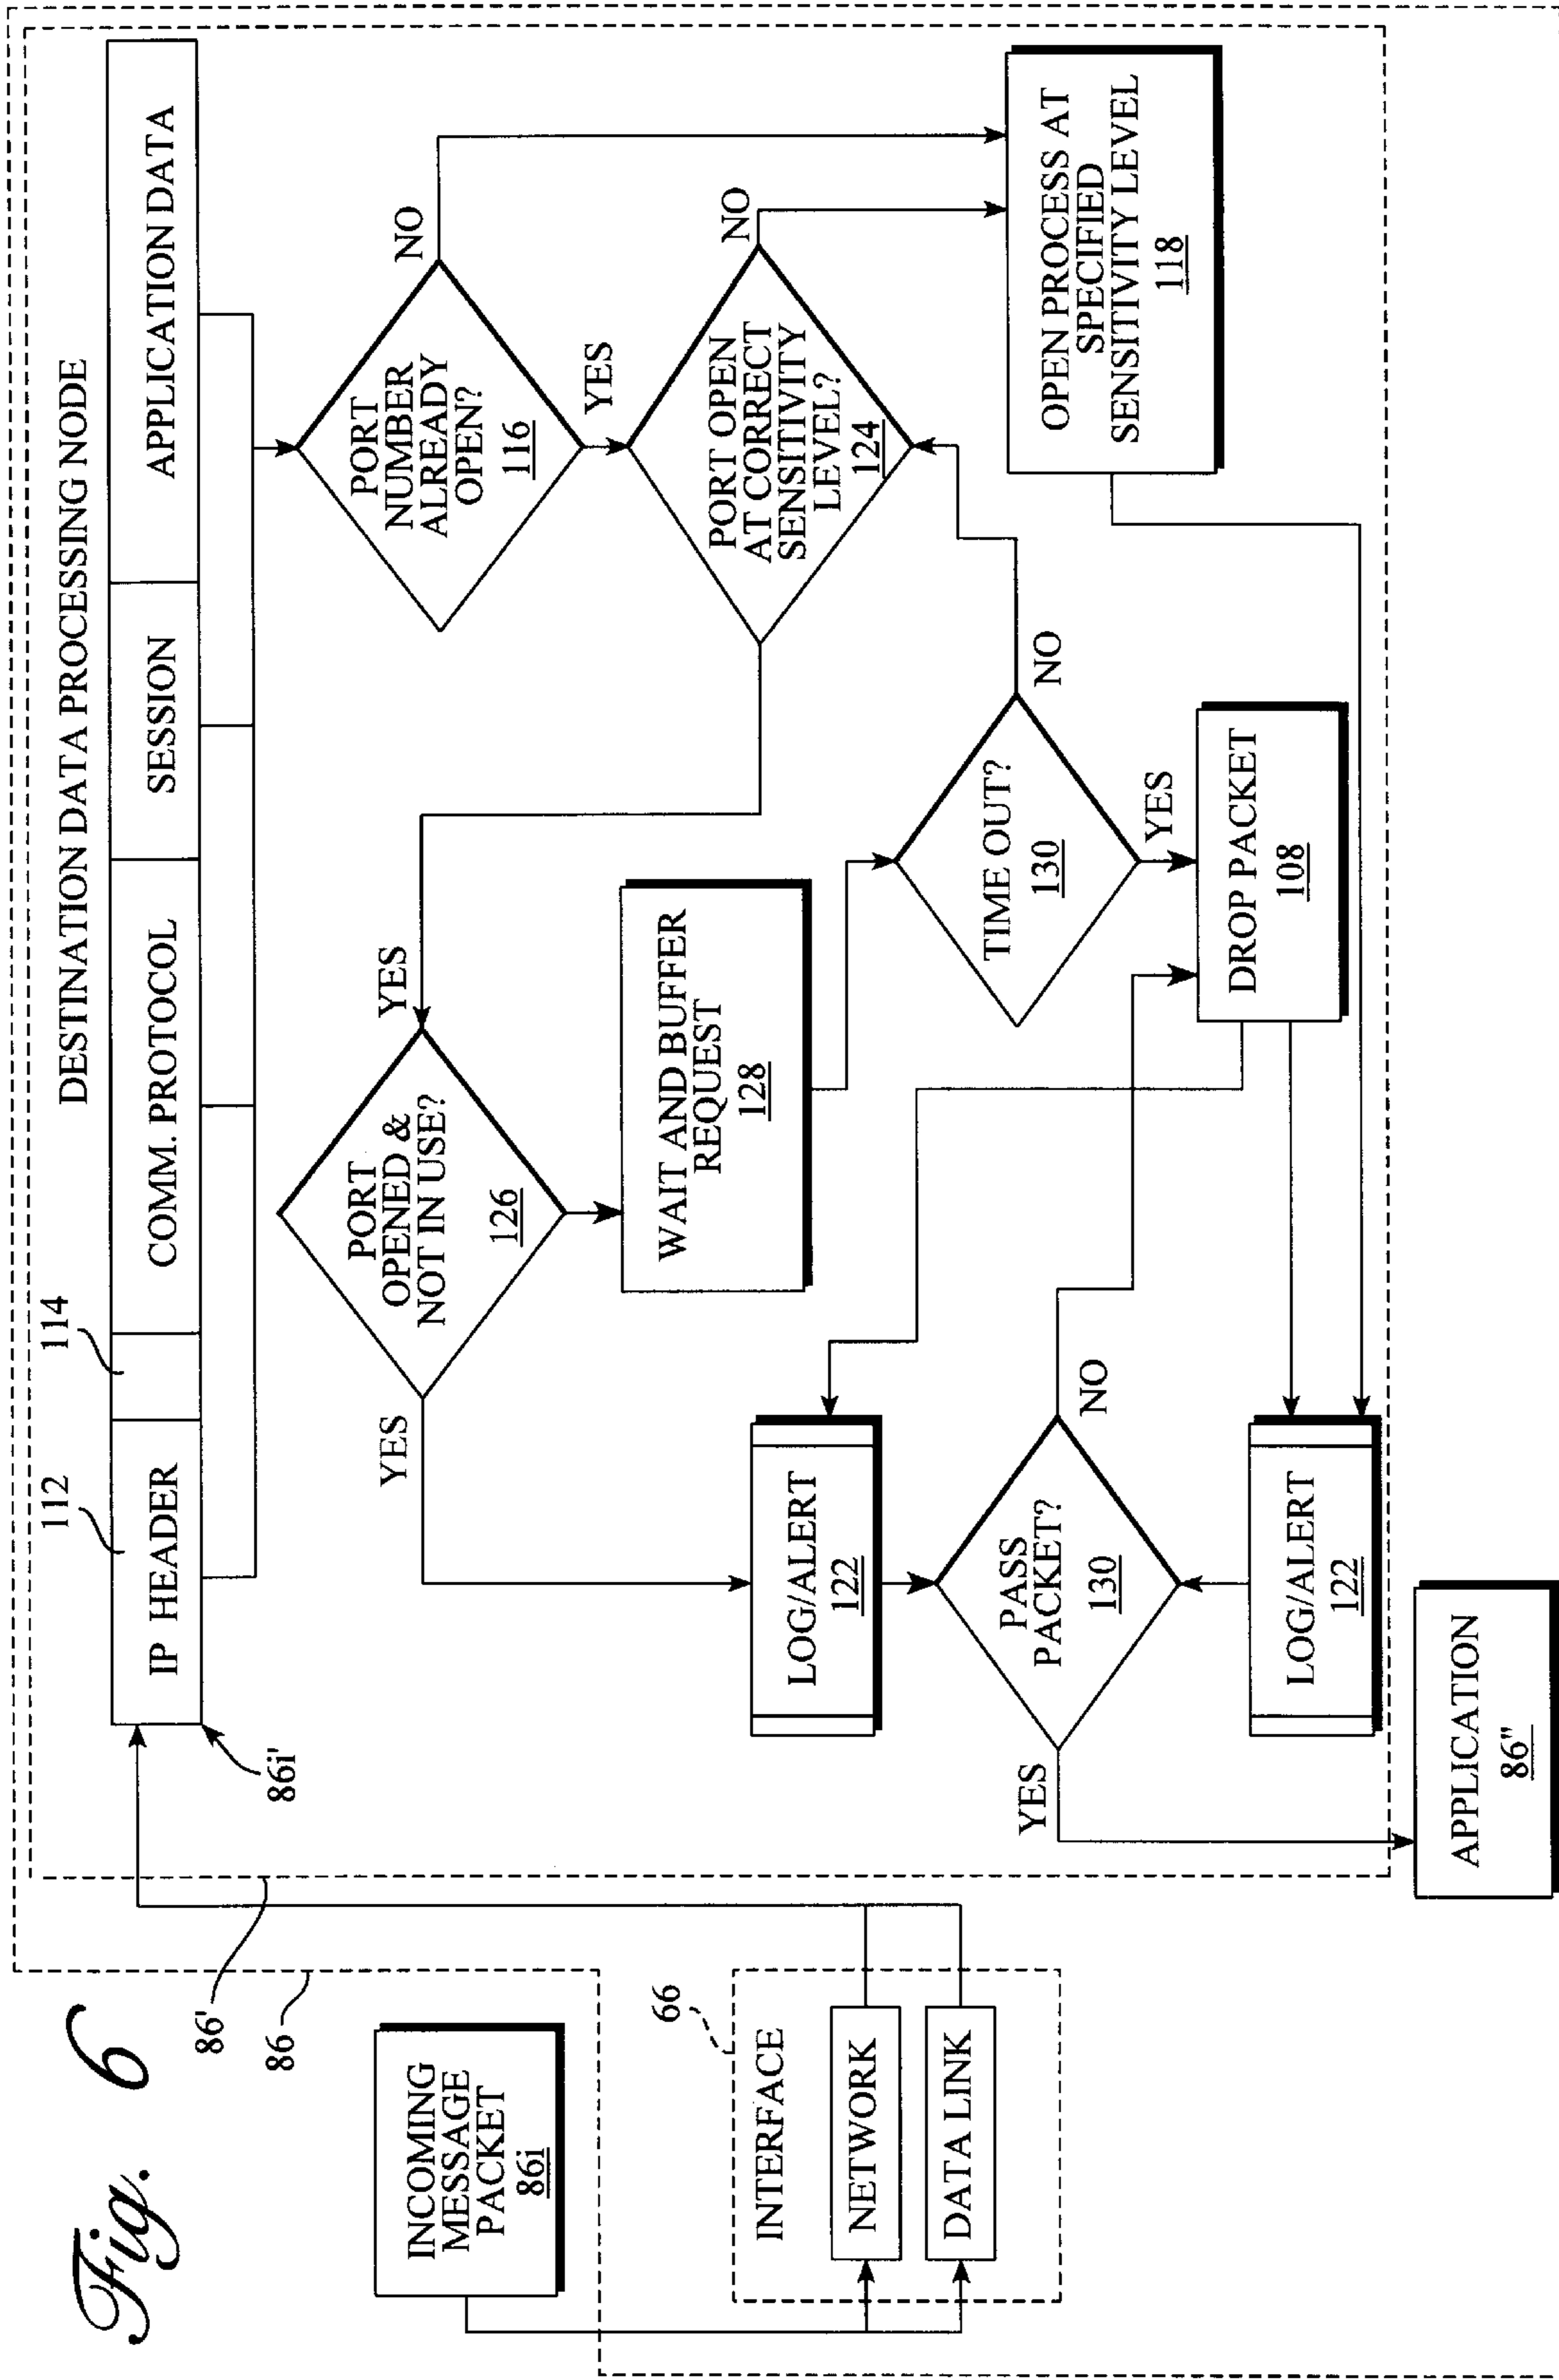 Fig. 6
DESTINATION DATA PROCESSING NODE
112
114
IP HEADER
COMM. PROTOCOL
SESSION
APPLICATION DATA
86i'
86'
86
INCOMING
MESSAGE
PACKET
86i
66
INTERFACE
NETWORK
DATA LINK
PORT
NUMBER
ALREADY
OPEN?
116
NO
YES
PORT OPEN
AT CORRECT
SENSITIVITY
LEVEL?
124
NO
YES
OPEN PROCESS AT
SPECIFIED
SENSITIVITY LEVEL
118
PORT
OPENED &
NOT IN USE?
126
YES
WAIT AND BUFFER
REQUEST
128
TIME OUT?
130
NO
YES
DROP PACKET
108
LOG/ALERT
122
PASS
PACKET?
130
NO
YES
LOG/ALERT
122
APPLICATION
86"